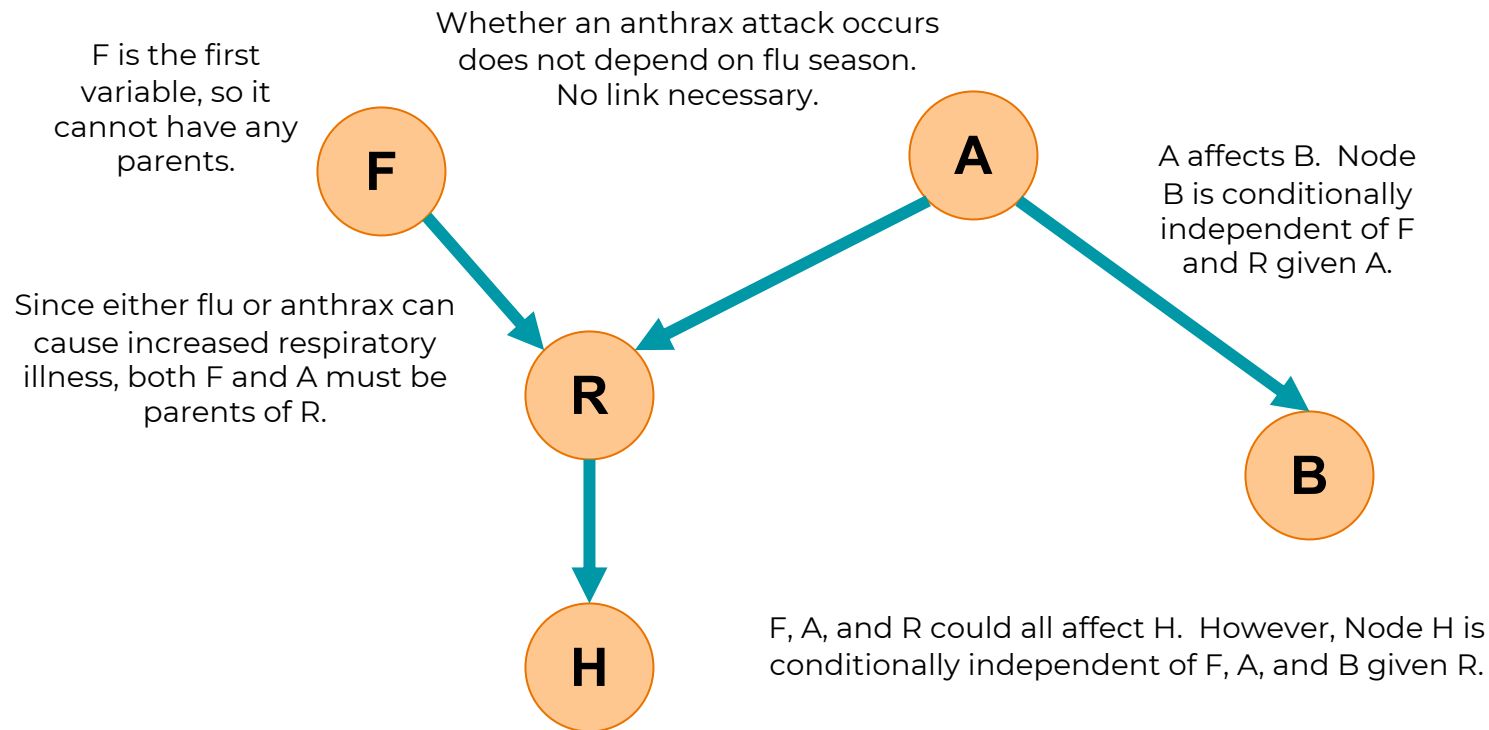 Whether an anthrax attack occurs
does not depend on flu season.
No link necessary.
F is the first
variable, so it
cannot have any
parents.
F
A
A affects B.  Node
B is conditionally
independent of F
and R given A.
Since either flu or anthrax can
cause increased respiratory
illness, both F and A must be
parents of R.
R
B
H
F, A, and R could all affect H.  However, Node H is
conditionally independent of F, A, and B given R.